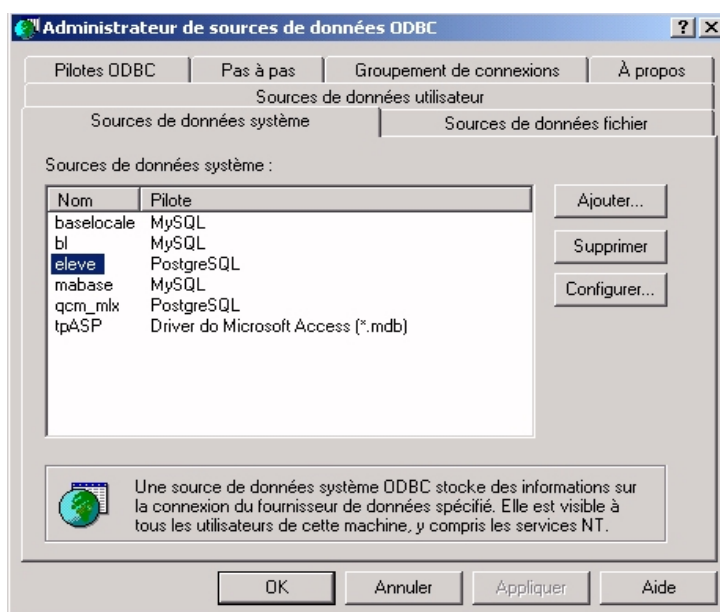 Administrateur de sources de données ODBC
Pilotes ODBC Pas à pas Groupement de connexions À propos
Sources de données utilisateur
Sources de données système Sources de données fichier
Sources de données système :
Nom Pilote
baselocale MySQL
bl MySQL
eleve PostgreSQL
mabase MySQL
qcm_mlx PostgreSQL
tpASP Driver do Microsoft Access (*.mdb)
Ajouter...
Supprimer
Configurer...
Une source de données système ODBC stocke des informations sur
la connexion du fournisseur de données spécifié. Elle est visible à
tous les utilisateurs de cette machine, y compris les services NT.
OK Annuler Appliquer Aide